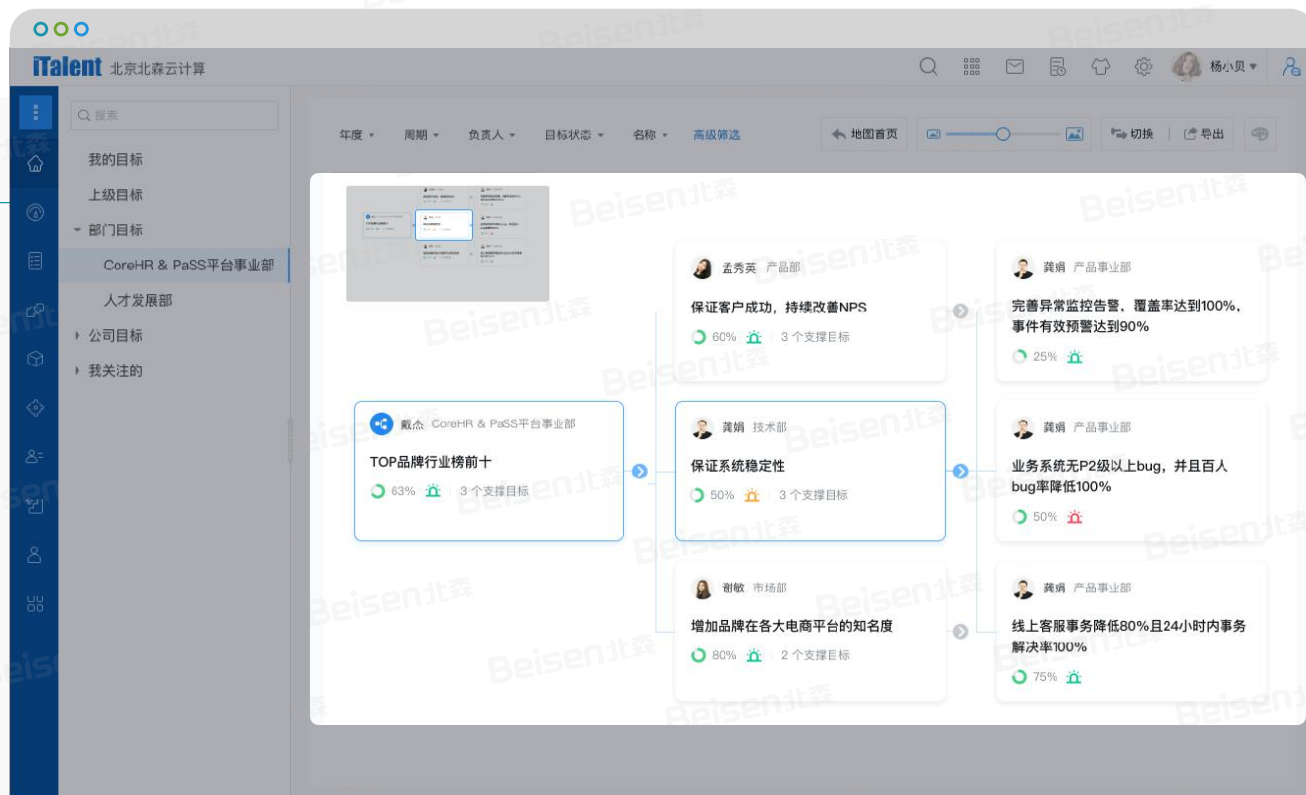 iTalent 北京北森云计算
杨小贝
搜索
我的目标
上级目标
部门目标
CoreHR & PaSS平台事业部
人才发展部
公司目标
我关注的
年度 周期 负责人 目标状态 名称 高级筛选 地图首页 切换 导出
戴杰 CoreHR & PaSS平台事业部
TOP品牌行业榜前十
63% 3个支撑目标
孟秀英 产品部
保证客户成功，持续改善NPS
60% 3个支撑目标
龚娟 技术部
保证系统稳定性
50% 3个支撑目标
谢敏 市场部
增加品牌在各大电商平台的知名度
80% 2个支撑目标
龚娟 产品事业部
完善异常监控告警，覆盖率达到100%，
事件有效预警达到90%
25%
龚娟 产品事业部
业务系统无P2级以上bug，并且百人
bug率降低100%
50%
龚娟 产品事业部
线上客服事务降低80%且24小时内事务
解决率100%
75%
Beisen北森